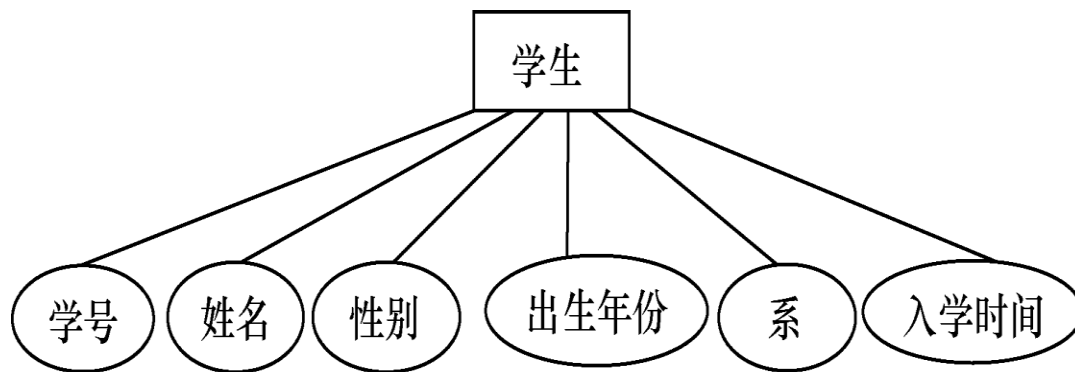 学生
学号
姓名
性别
出生年份
系
入学时间